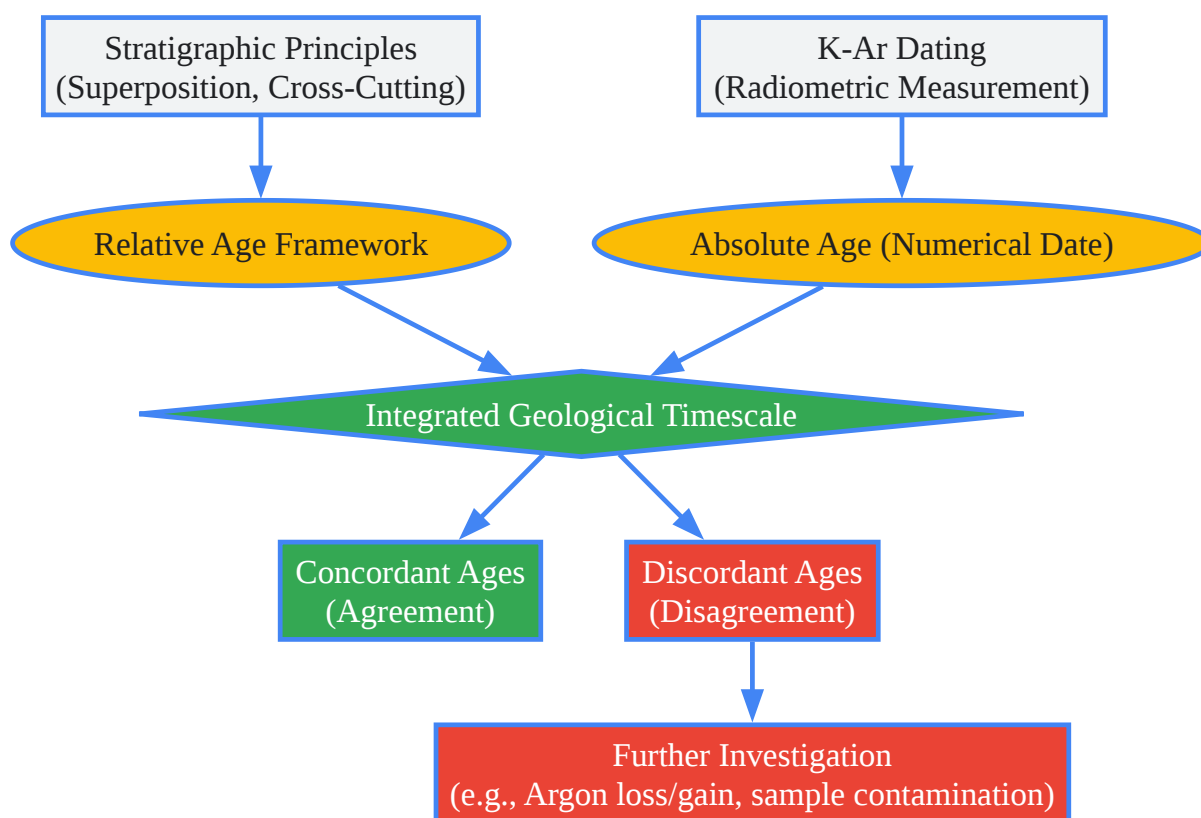 Stratigraphic Principles
(Superposition, Cross-Cutting)
K-Ar Dating
(Radiometric Measurement)
Relative Age Framework
Absolute Age (Numerical Date)
Integrated Geological Timescale
Concordant Ages
(Agreement)
Discordant Ages
(Disagreement)
Further Investigation
(e.g., Argon loss/gain, sample contamination)